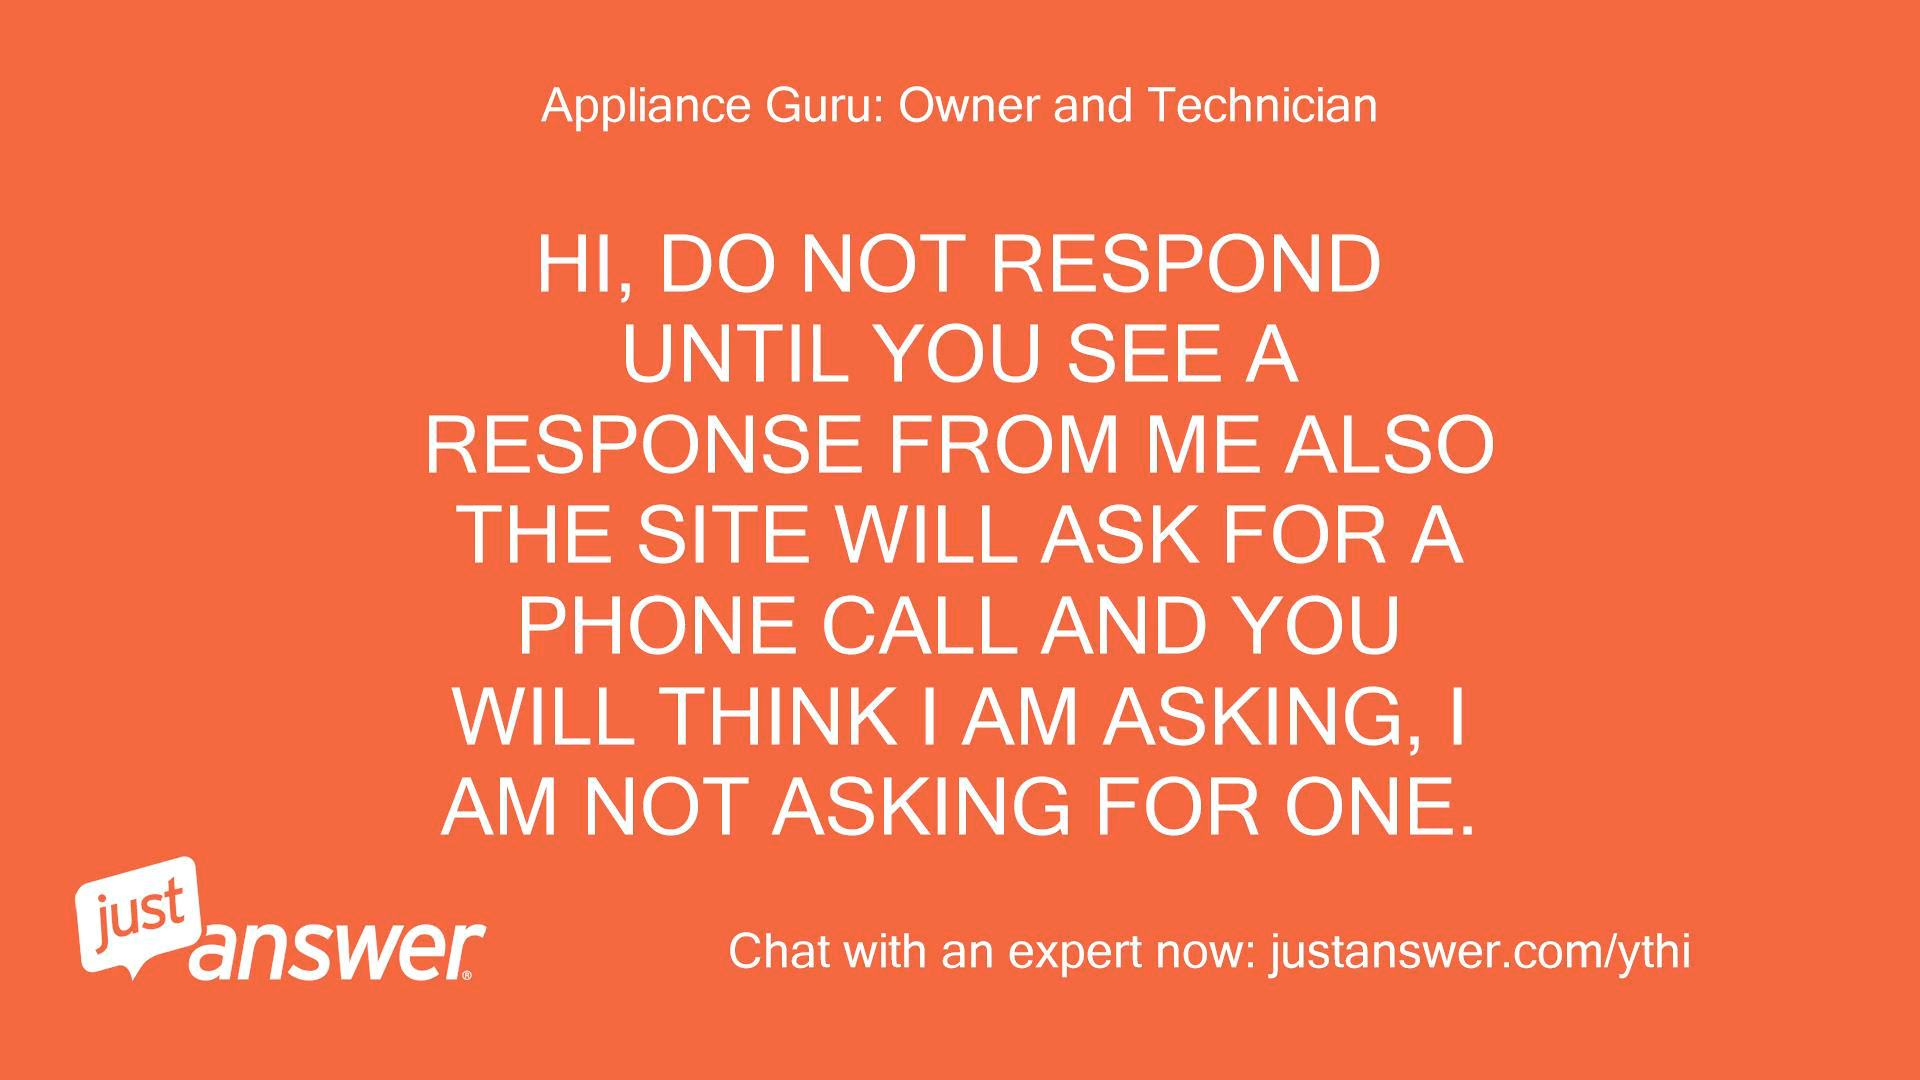 Appliance Guru: Owner and Technician
HI, DO NOT RESPOND
UNTIL YOU SEE A
RESPONSE FROM ME ALSO
THE SITE WILL ASK FOR A
PHONE CALL AND YOU
WILL THINK I AM ASKING, I
AM NOT ASKING FOR ONE.
just
answer®
Chat with an expert now: justanswer.com/ythi